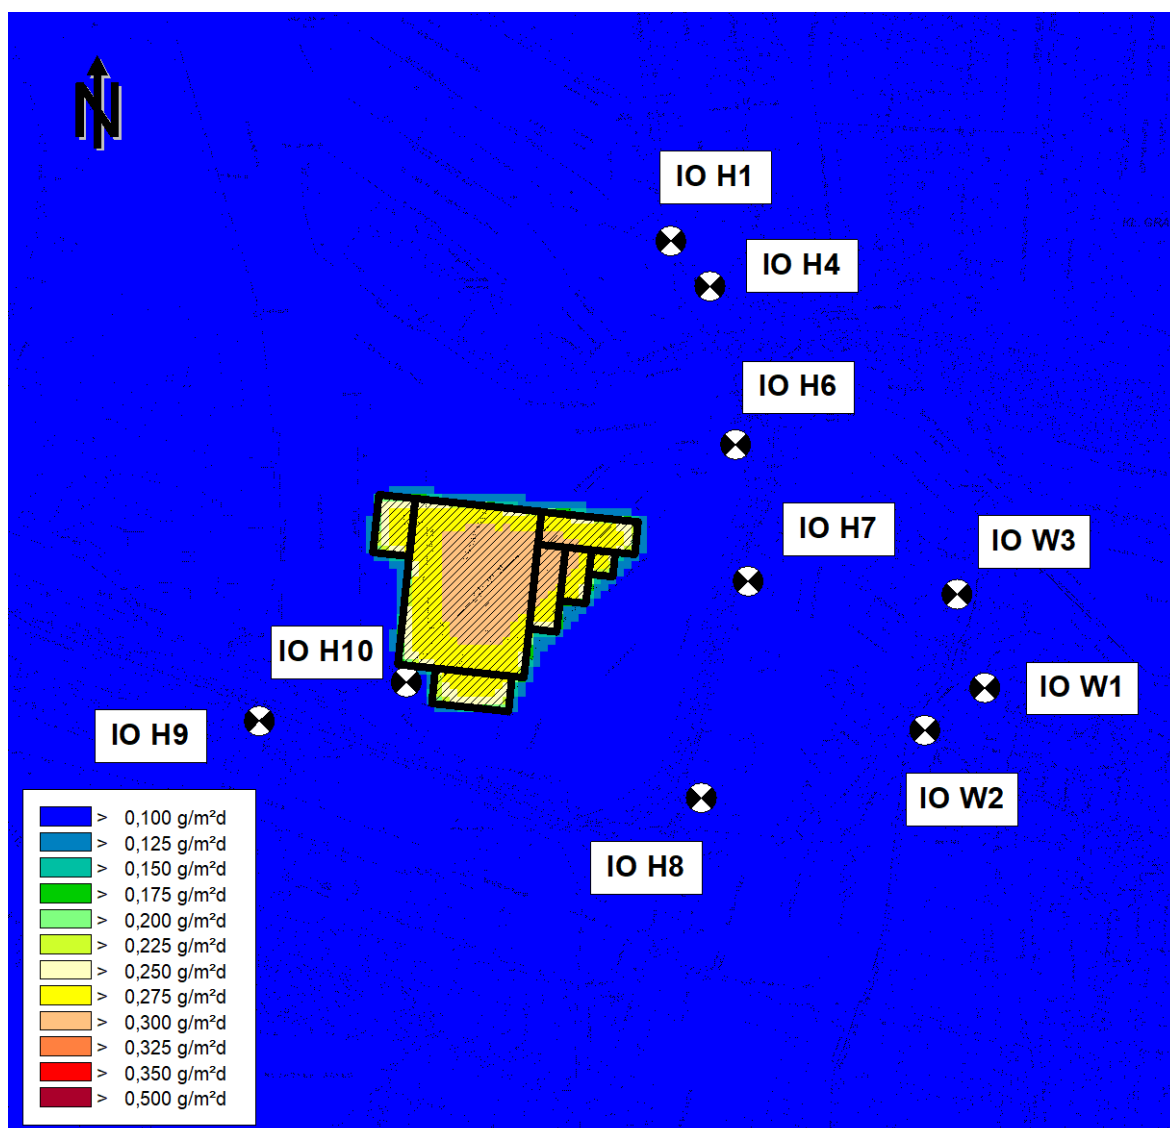 N
IO H1
IO H4
IO H6
IO H7
IO W3
IO H10
IO W1
IO H9
IO W2
IO H8
> 0,100 g/m²d
> 0,125 g/m²d
> 0,150 g/m²d
> 0,175 g/m²d
> 0,200 g/m²d
> 0,225 g/m²d
> 0,250 g/m²d
> 0,275 g/m²d
> 0,300 g/m²d
> 0,325 g/m²d
> 0,350 g/m²d
> 0,500 g/m²d